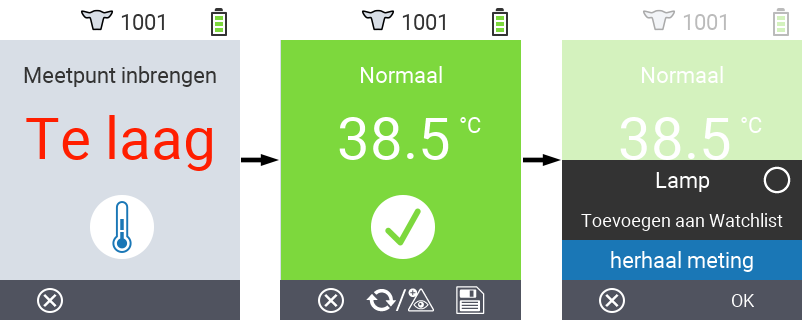 1001
Meetpunt inbrengen
Te laag
1001
Normaal
38.5 °C
/
1001
Normaal
38.5 °C
Lamp
Toevoegen aan Watchlist
herhaal meting
OK